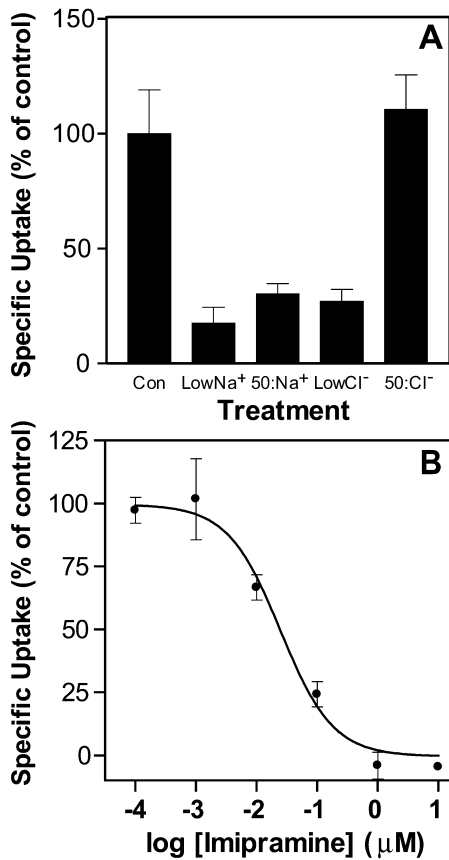 A
150
100
50
0
Specific Uptake (% of control)
Con LowNa⁺ 50:Na⁺ LowCl⁻ 50:Cl⁻
Treatment
B
125
100
75
50
25
0
Specific Uptake (% of control)
-4 -3 -2 -1 0 1
log [Imipramine] ( μM)